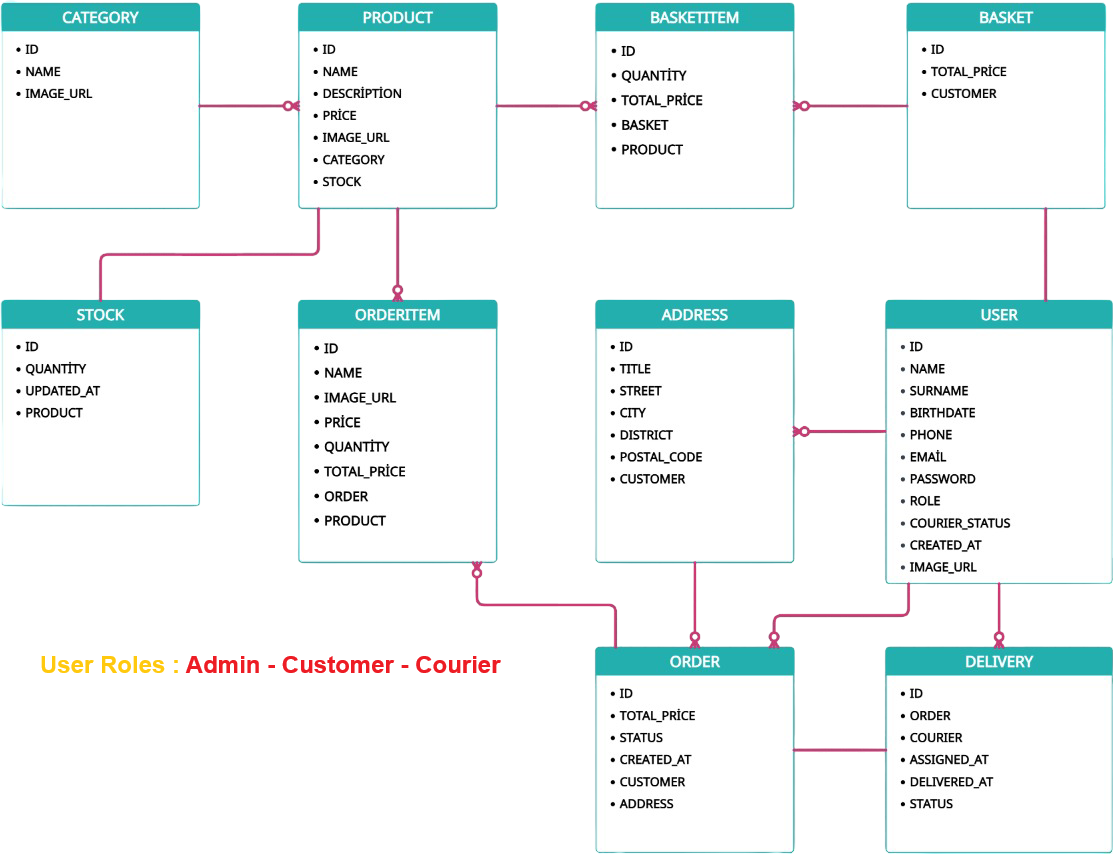 CATEGORY
• ID
• NAME
• IMAGE_URL
PRODUCT
• ID
• NAME
• DESCRİPTİON
• PRİCE
• IMAGE_URL
• CATEGORY
• STOCK
BASKETITEM
• ID
• QUANTİTY
• TOTAL_PRİCE
• BASKET
• PRODUCT
BASKET
• ID
• TOTAL_PRİCE
• CUSTOMER
STOCK
• ID
• QUANTİTY
• UPDATED_AT
• PRODUCT
ORDERITEM
• ID
• NAME
• IMAGE_URL
• PRİCE
• QUANTİTY
• TOTAL_PRİCE
• ORDER
• PRODUCT
ADDRESS
• ID
• TITLE
• STREET
• CITY
• DISTRICT
• POSTAL_CODE
• CUSTOMER
USER
• ID
• NAME
• SURNAME
• BIRTHDATE
• PHONE
• EMAİL
• PASSWORD
• ROLE
• COURIER_STATUS
• CREATED_AT
• IMAGE_URL
User Roles : Admin - Customer - Courier
ORDER
• ID
• TOTAL_PRİCE
• STATUS
• CREATED_AT
• CUSTOMER
• ADDRESS
DELIVERY
• ID
• ORDER
• COURIER
• ASSIGNED_AT
• DELIVERED_AT
• STATUS